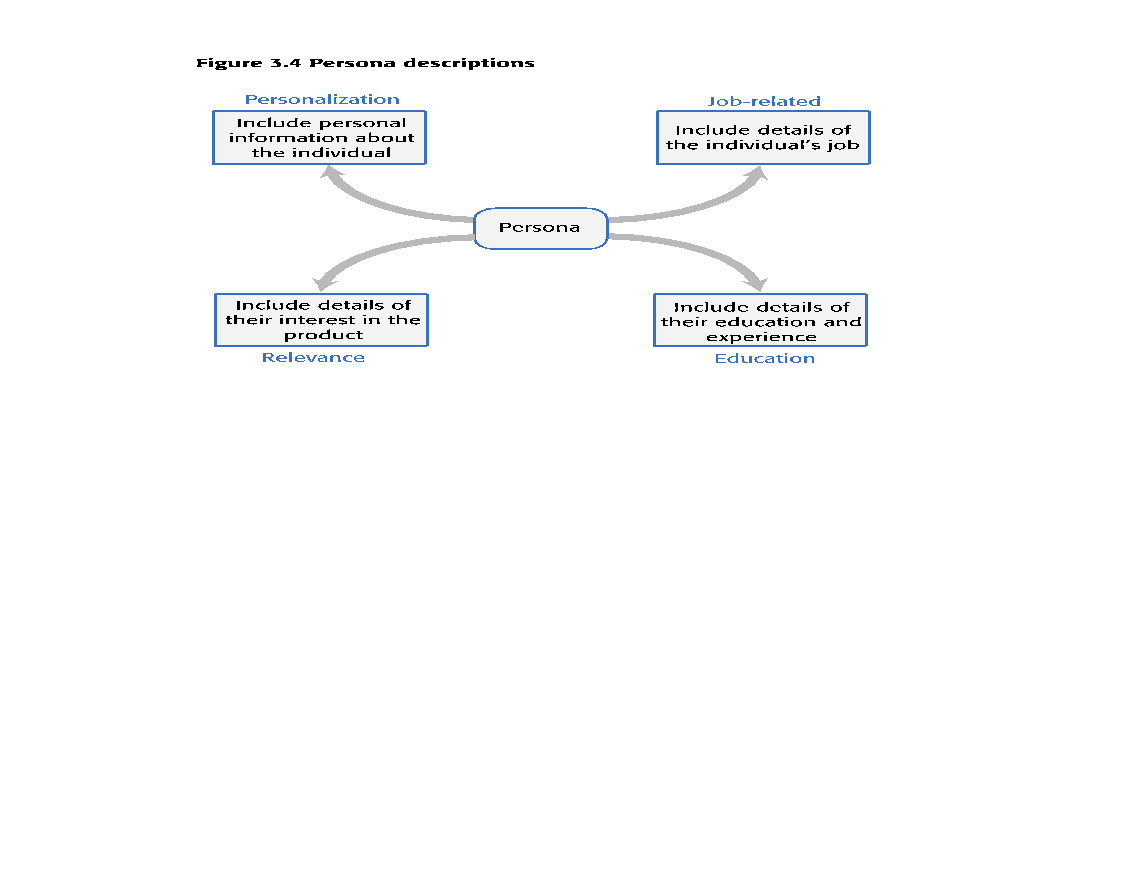 Figure 3.4 Persona descriptions
Personalization
Include personal
information about
the individual
Job-related
Include details of
the individual's job
Persona
Include details of
their interest in the
product
Relevance
Include details of
their education and
experience
Education